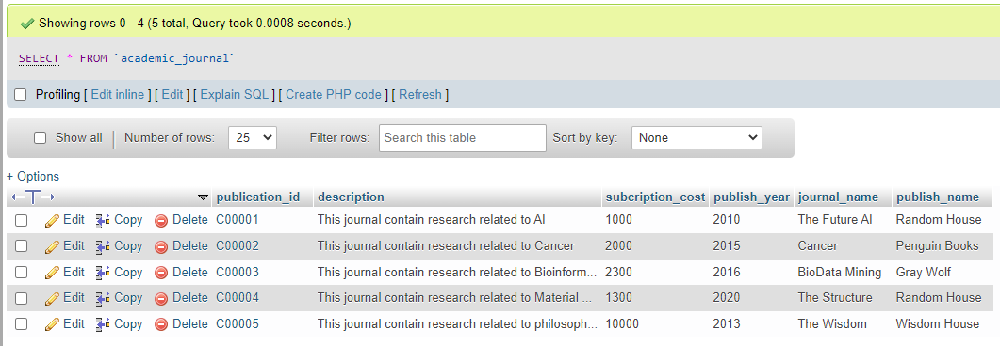 Showing rows 0 - 4 (5 total, Query took 0.0008 seconds.)
SELECT * FROM `academic_journal`
Profiling [ Edit inline ] [ Edit ] [ Explain SQL ] [ Create PHP code ] [ Refresh ]
Show all Number of rows: 25 Filter rows: Search this table Sort by key: None
+ Options
publication_id description subcription_cost publish_year journal_name publish_name
Edit Copy Delete C00001 This journal contain research related to AI 1000 2010 The Future AI Random House
Edit Copy Delete C00002 This journal contain research related to Cancer 2000 2015 Cancer Penguin Books
Edit Copy Delete C00003 This journal contain research related to Bioinform... 2300 2016 BioData Mining Gray Wolf
Edit Copy Delete C00004 This journal contain research related to Material ... 1300 2020 The Structure Random House
Edit Copy Delete C00005 This journal contain research related to philosoph... 10000 2013 The Wisdom Wisdom House